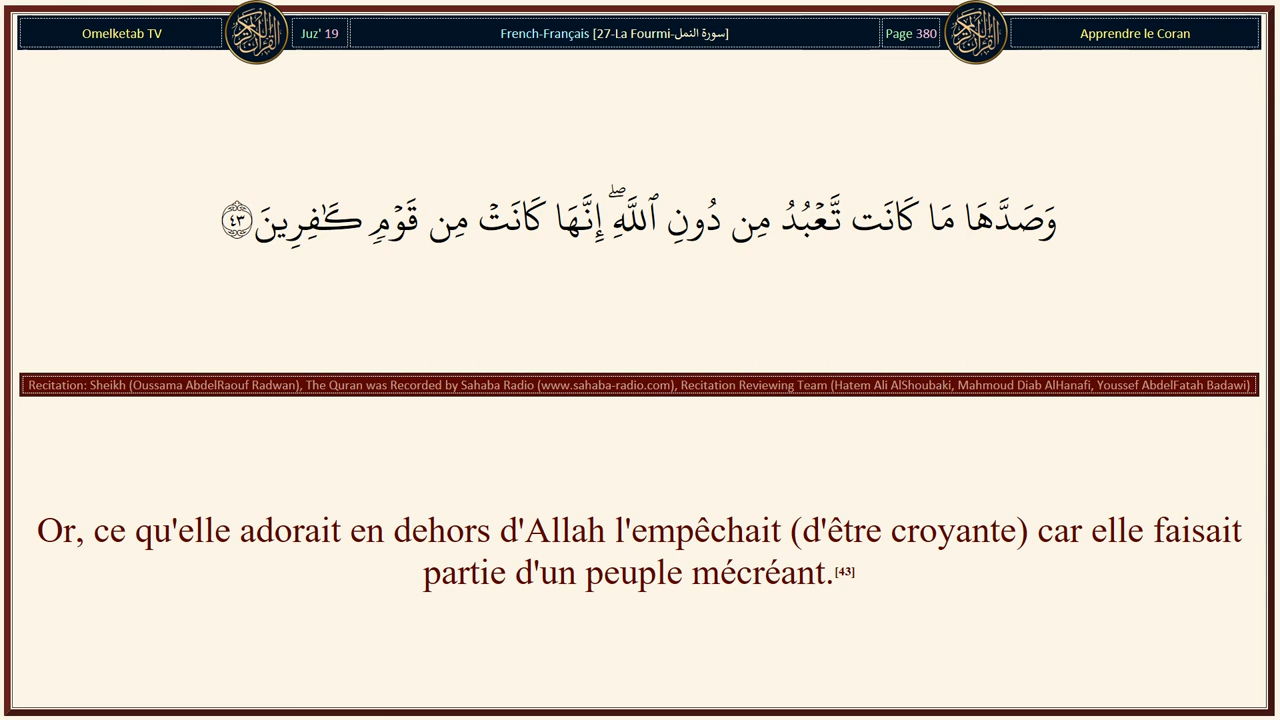 Omelketab TV
Juz' 19
French-Français [27-La Fourmi-سورة النمل]
Page 380
Apprendre le Coran
وَصَدَّهَا مَا كَانَت تَّعۡبُدُ مِن دُونِ ٱللَّهِۖ إِنَّهَا كَانَتۡ مِن قَوۡمٖ كَٰفِرِينَ ٤٣
Recitation: Sheikh (Oussama AbdelRaouf Radwan), The Quran was Recorded by Sahaba Radio (www.sahaba-radio.com), Recitation Reviewing Team (Hatem Ali AlShoubaki, Mahmoud Diab AlHanafi, Youssef AbdelFatah Badawi)
Or, ce qu'elle adorait en dehors d'Allah l'empêchait (d'être croyante) car elle faisait
partie d'un peuple mécréant.[43]